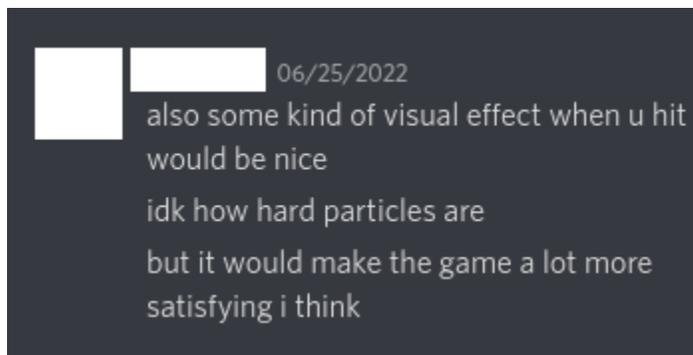 06/25/2022
also some kind of visual effect when u hit
would be nice
idk how hard particles are
but it would make the game a lot more
satisfying i think